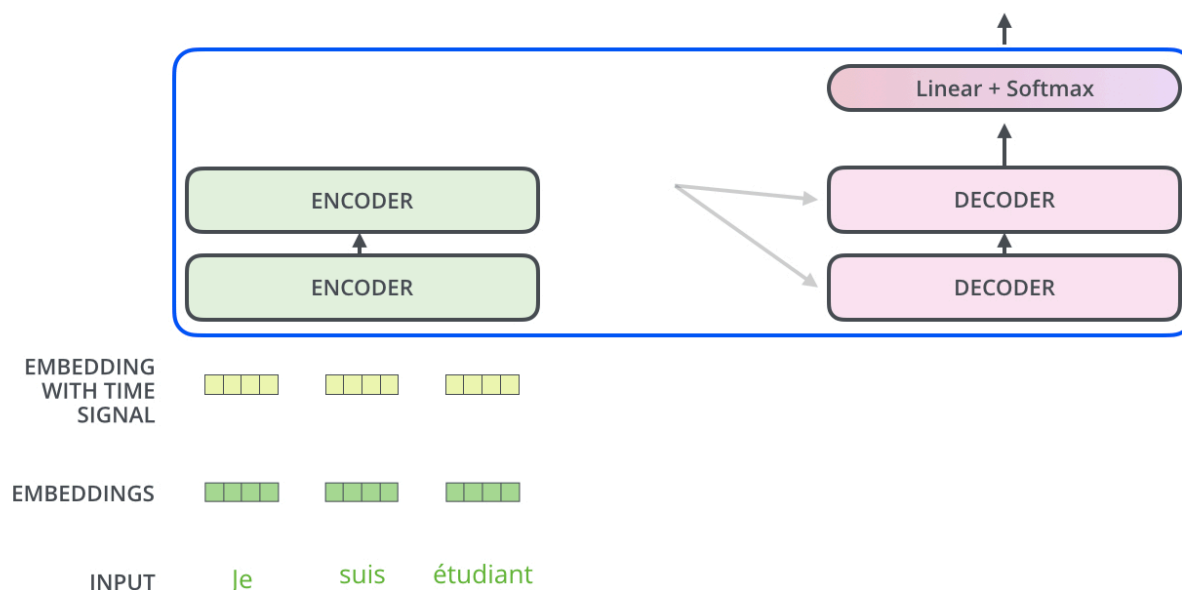 Linear + Softmax
ENCODER
DECODER
ENCODER
DECODER
EMBEDDING
WITH TIME
SIGNAL
EMBEDDINGS
INPUT Je suis étudiant